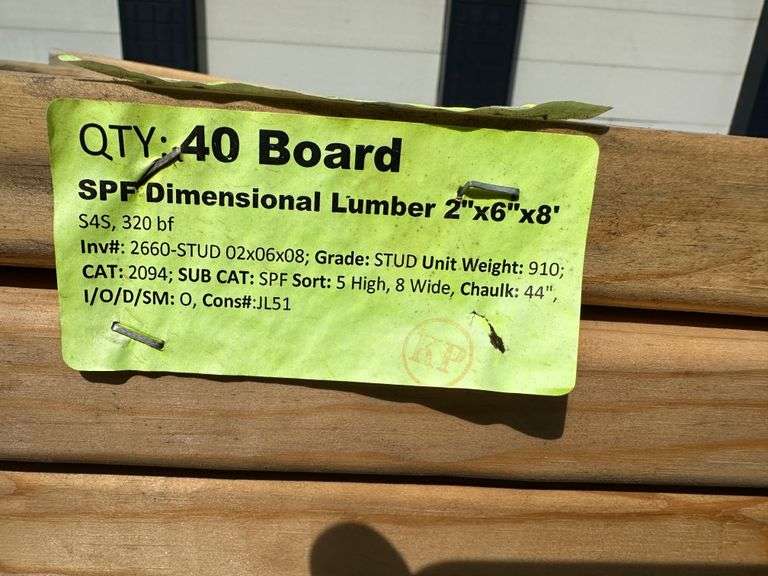 QTY: 40 Board
SPF Dimensional Lumber 2"x6"x8'
S4S, 320 bf
Inv#: 2660-STUD 02x06x08; Grade: STUD Unit Weight: 910;
CAT: 2094; SUB CAT: SPF Sort: 5 High, 8 Wide, Chaulk: 44",
I/O/D/SM: O, Cons#:JL51